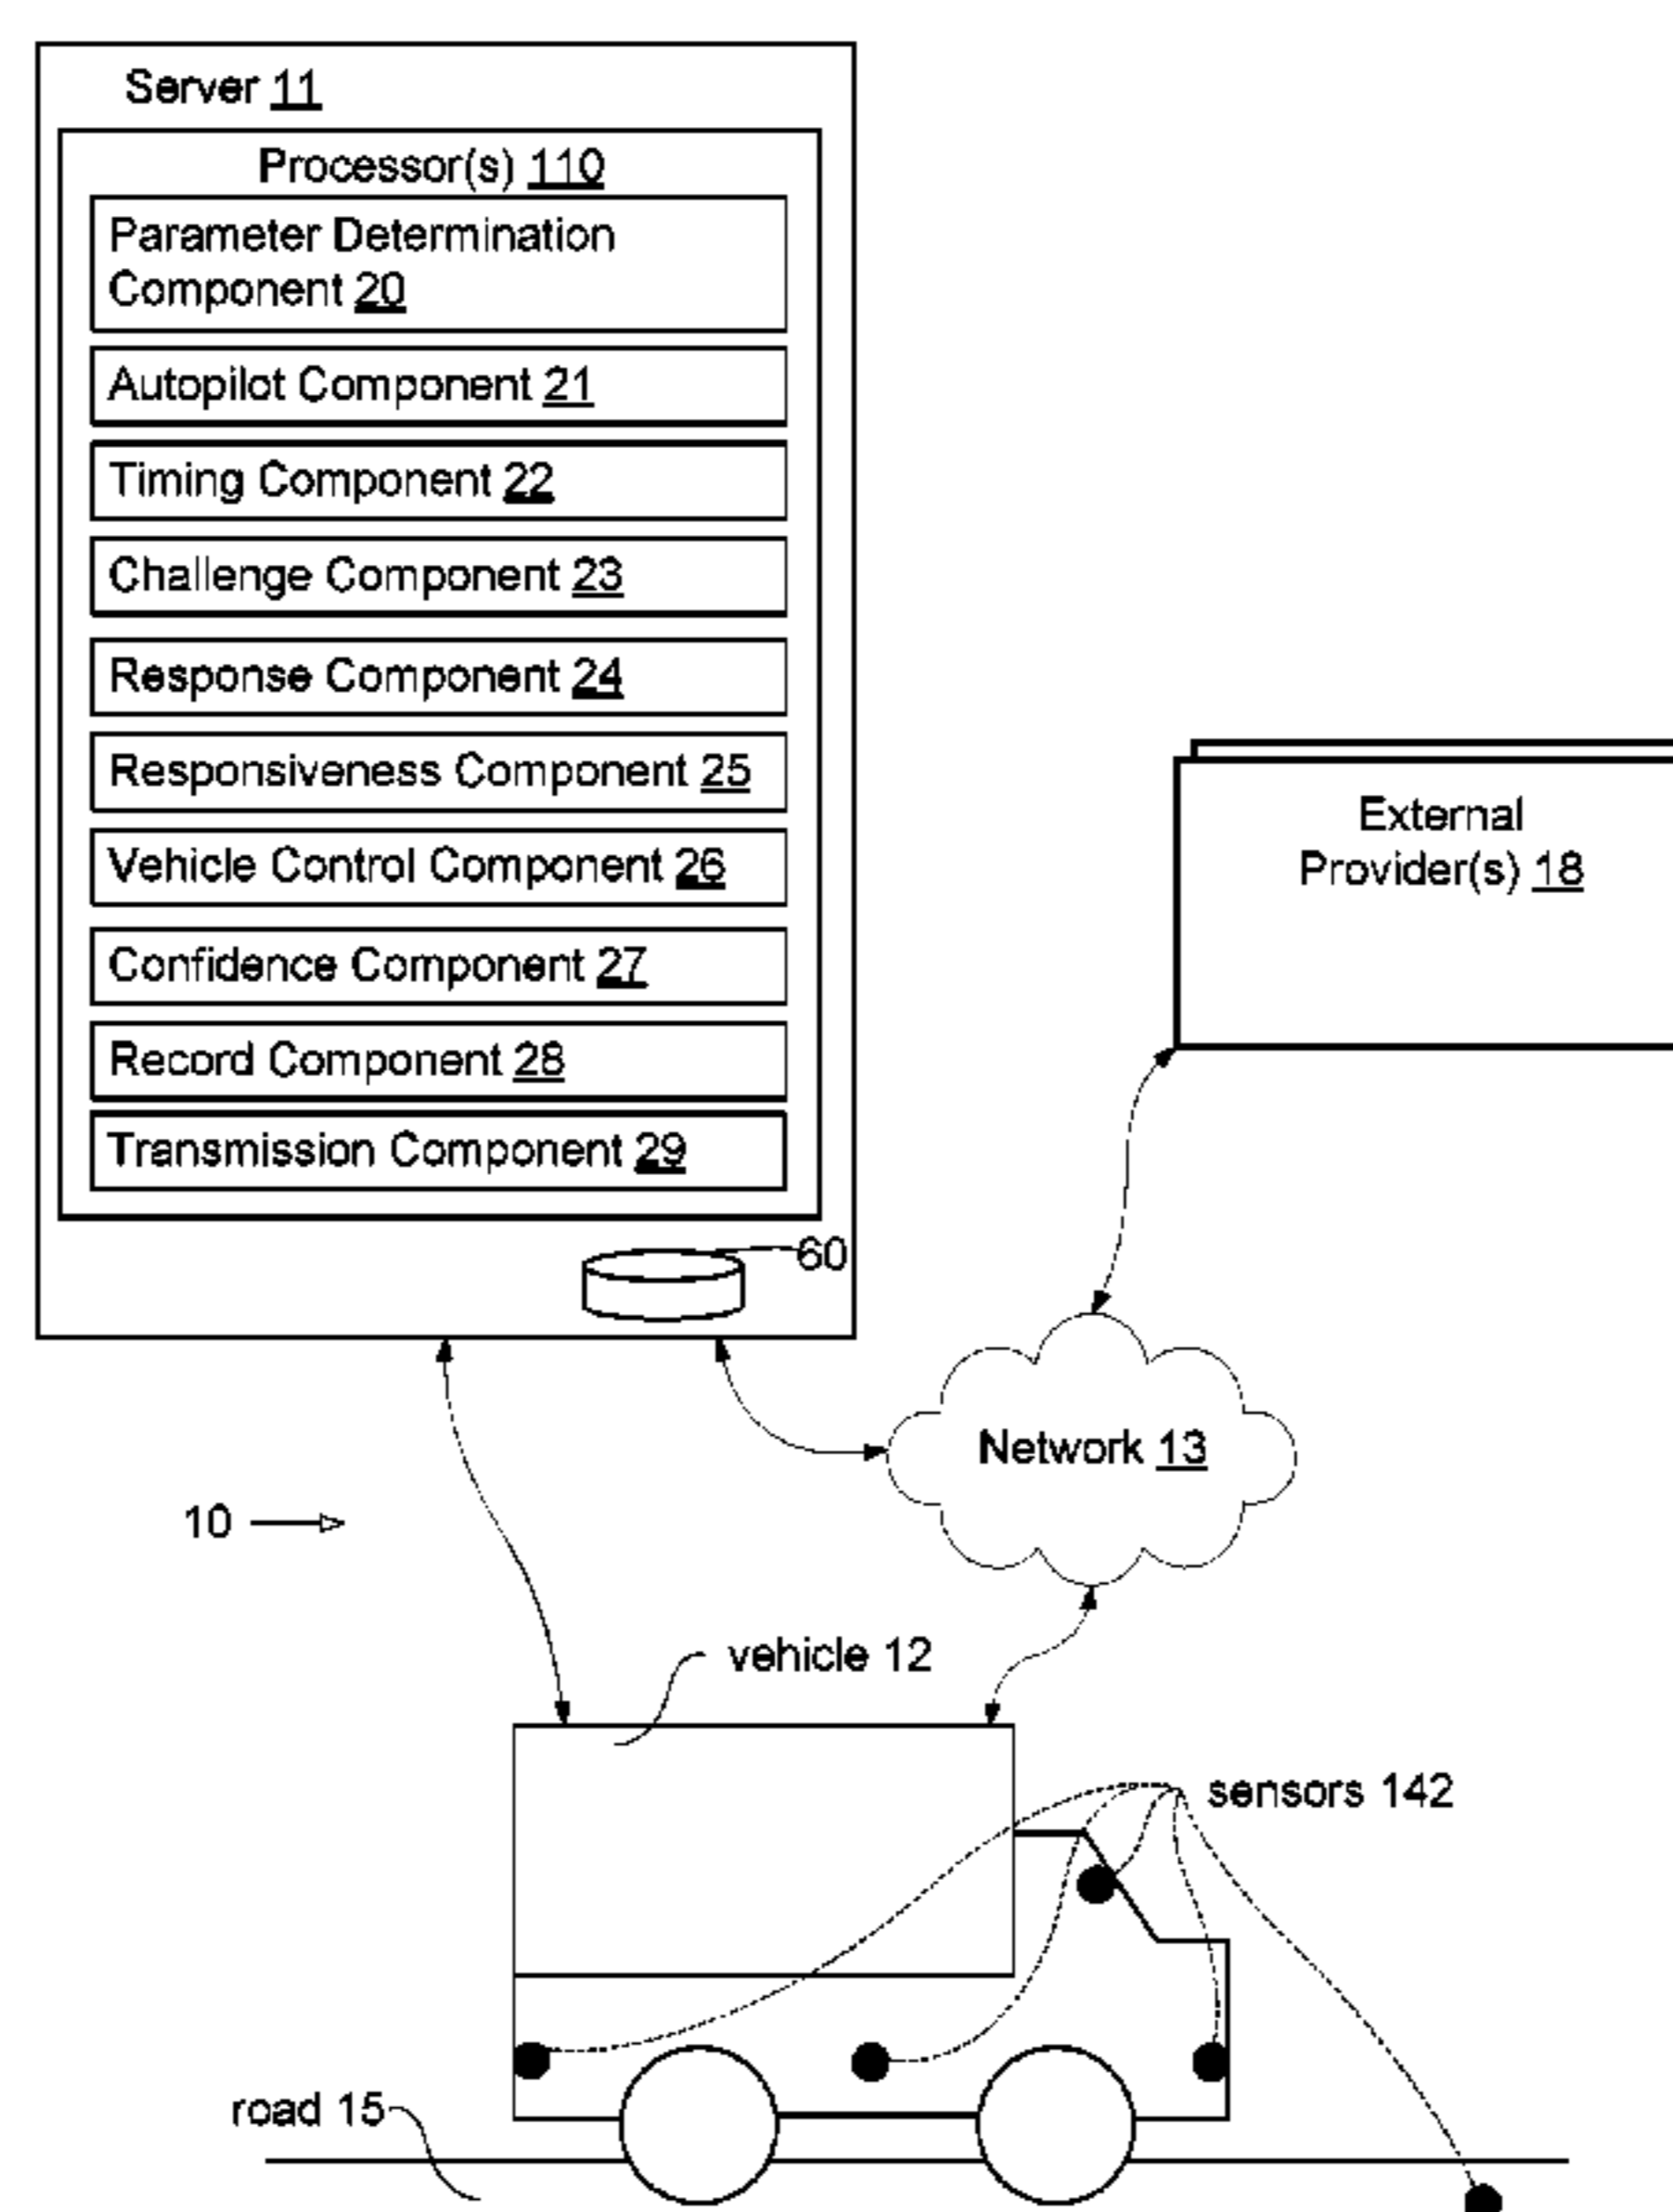 Server 11
Processor(s) 110
Parameter Determination
Component 20
Autopilot Component 21
Timing Component 22
Challenge Component 23
Response Component 24
Responsiveness Component 25
Vehicle Control Component 26
Confidence Component 27
Record Component 28
Transmission Component 29
60
External
Provider(s) 18
Network 13
10
vehicle 12
sensors 142
road 15